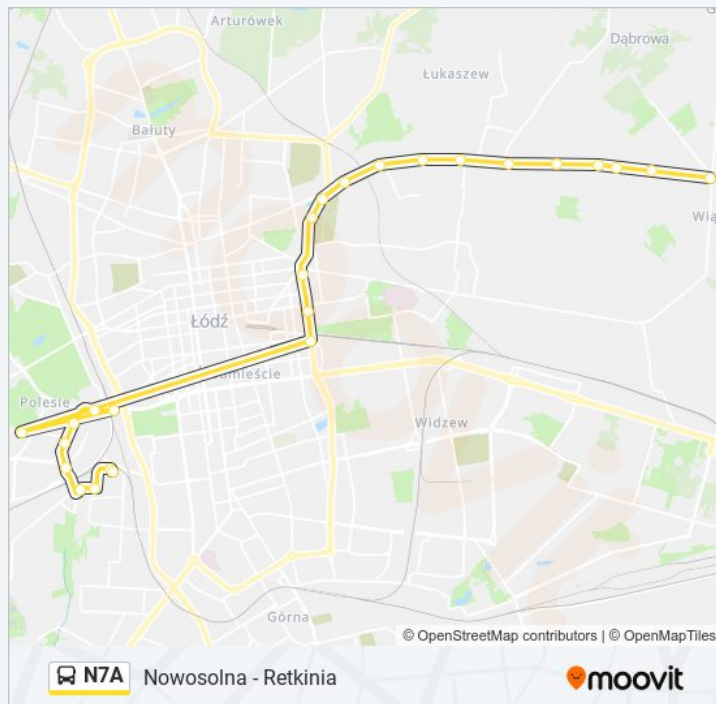 Arturówek
Dąbrowa
Łukaszew
Bałuty
Wią
Łódź
Polesie
Widzew
Górna
© OpenStreetMap contributors | © OpenMapTiles
N7A Nowosolna - Retkinia
moovit